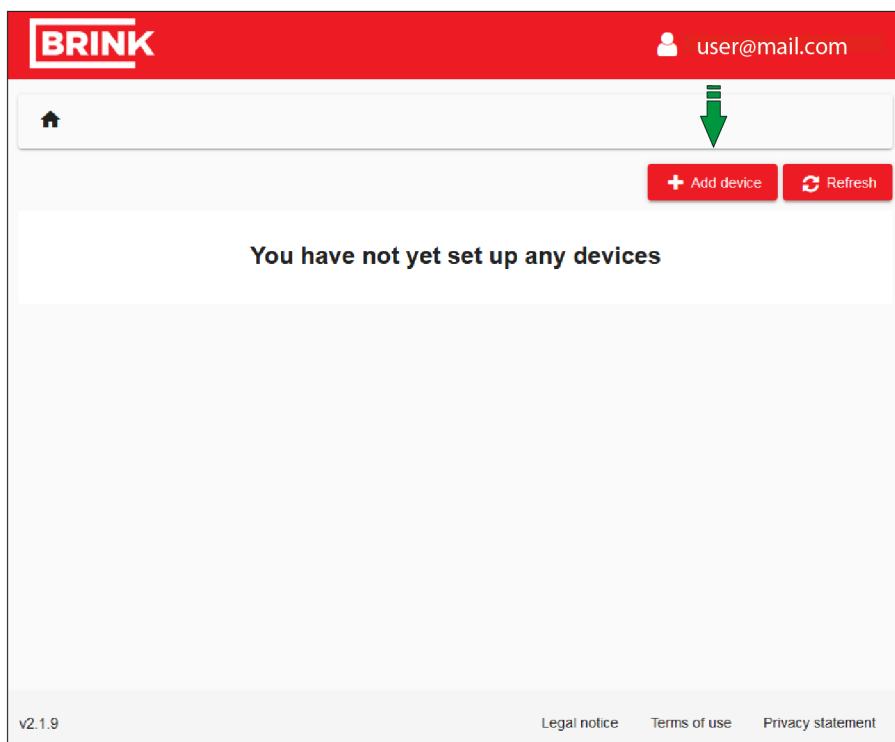 BRINK
user@mail.com
Add device
Refresh
You have not yet set up any devices
v2.1.9
Legal notice
Terms of use
Privacy statement